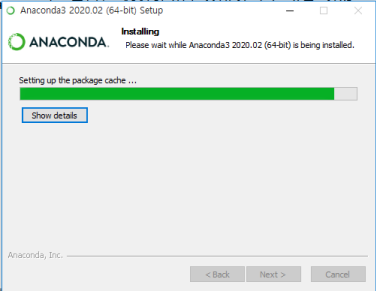 Anaconda3 2020.02 (64-bit) Setup
ANACONDA.
Installing
Please wait while Anaconda3 2020.02 (64-bit) is being installed.
Setting up the package cache ...
Show details
Anaconda, Inc.
< Back
Next >
Cancel